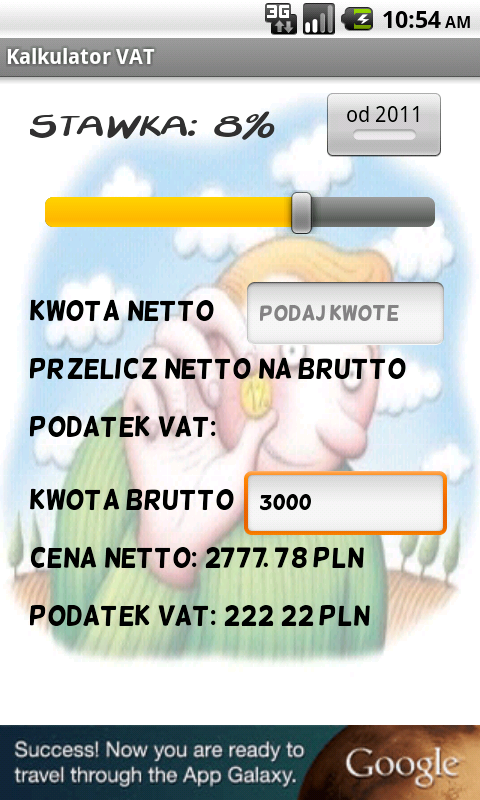 3G
10:54 AM
Kalkulator VAT
STAWKA: 8%
od 2011
KWOTA NETTO
PODAJ KWOTE
PRZELICZ NETTO NA BRUTTO
PODATEK VAT:
KWOTA BRUTTO
3000
CENA NETTO: 2777.78 PLN
PODATEK VAT: 222 22 PLN
Success! Now you are ready to
travel through the App Galaxy.
Google